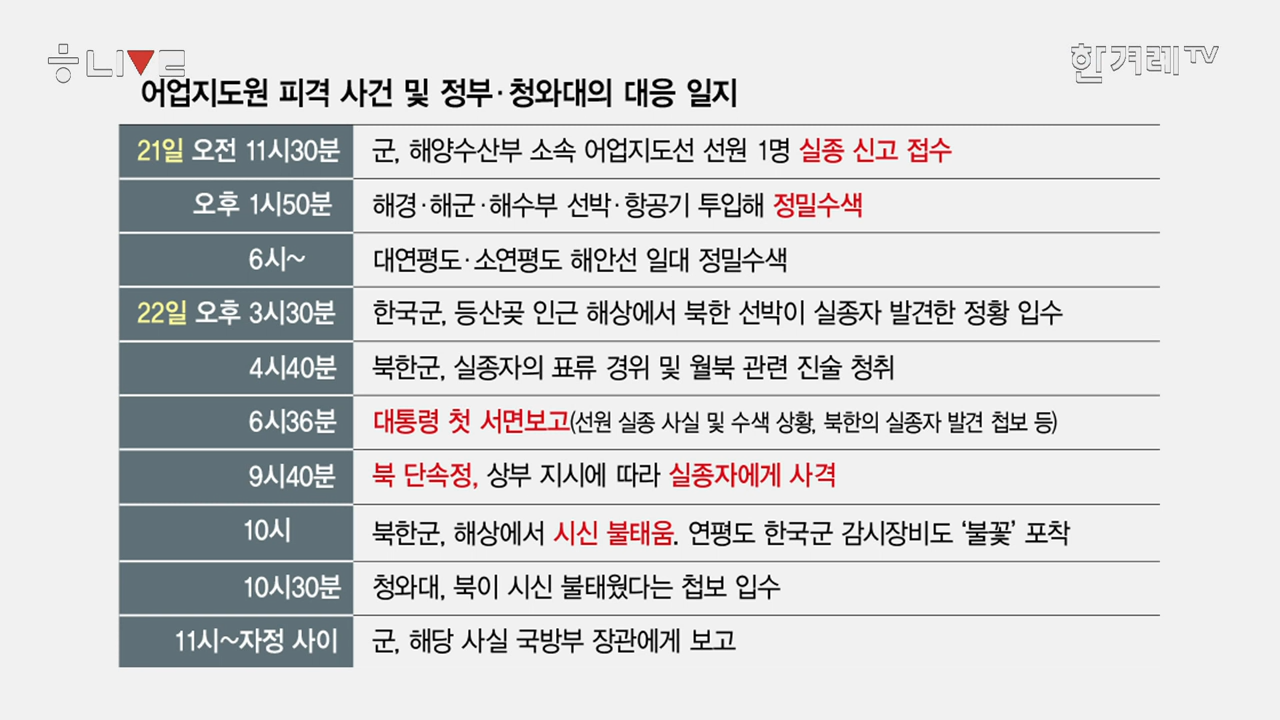 ㅎLIVE
한겨레TV
어업지도원 피격 사건 및 정부·청와대의 대응 일지
21일 오전 11시30분 군, 해양수산부 소속 어업지도선 선원 1명 실종 신고 접수
오후 1시50분 해경·해군·해수부 선박·항공기 투입해 정밀수색
6시~ 대연평도·소연평도 해안선 일대 정밀수색
22일 오후 3시30분 한국군, 등산곶 인근 해상에서 북한 선박이 실종자 발견한 정황 입수
4시40분 북한군, 실종자의 표류 경위 및 월북 관련 진술 청취
6시36분 대통령 첫 서면보고(선원 실종 사실 및 수색 상황, 북한의 실종자 발견 첩보 등)
9시40분 북 단속정, 상부 지시에 따라 실종자에게 사격
10시 북한군, 해상에서 시신 불태움. 연평도 한국군 감시장비도 ‘불꽃’ 포착
10시30분 청와대, 북이 시신 불태웠다는 첩보 입수
11시~자정 사이 군, 해당 사실 국방부 장관에게 보고